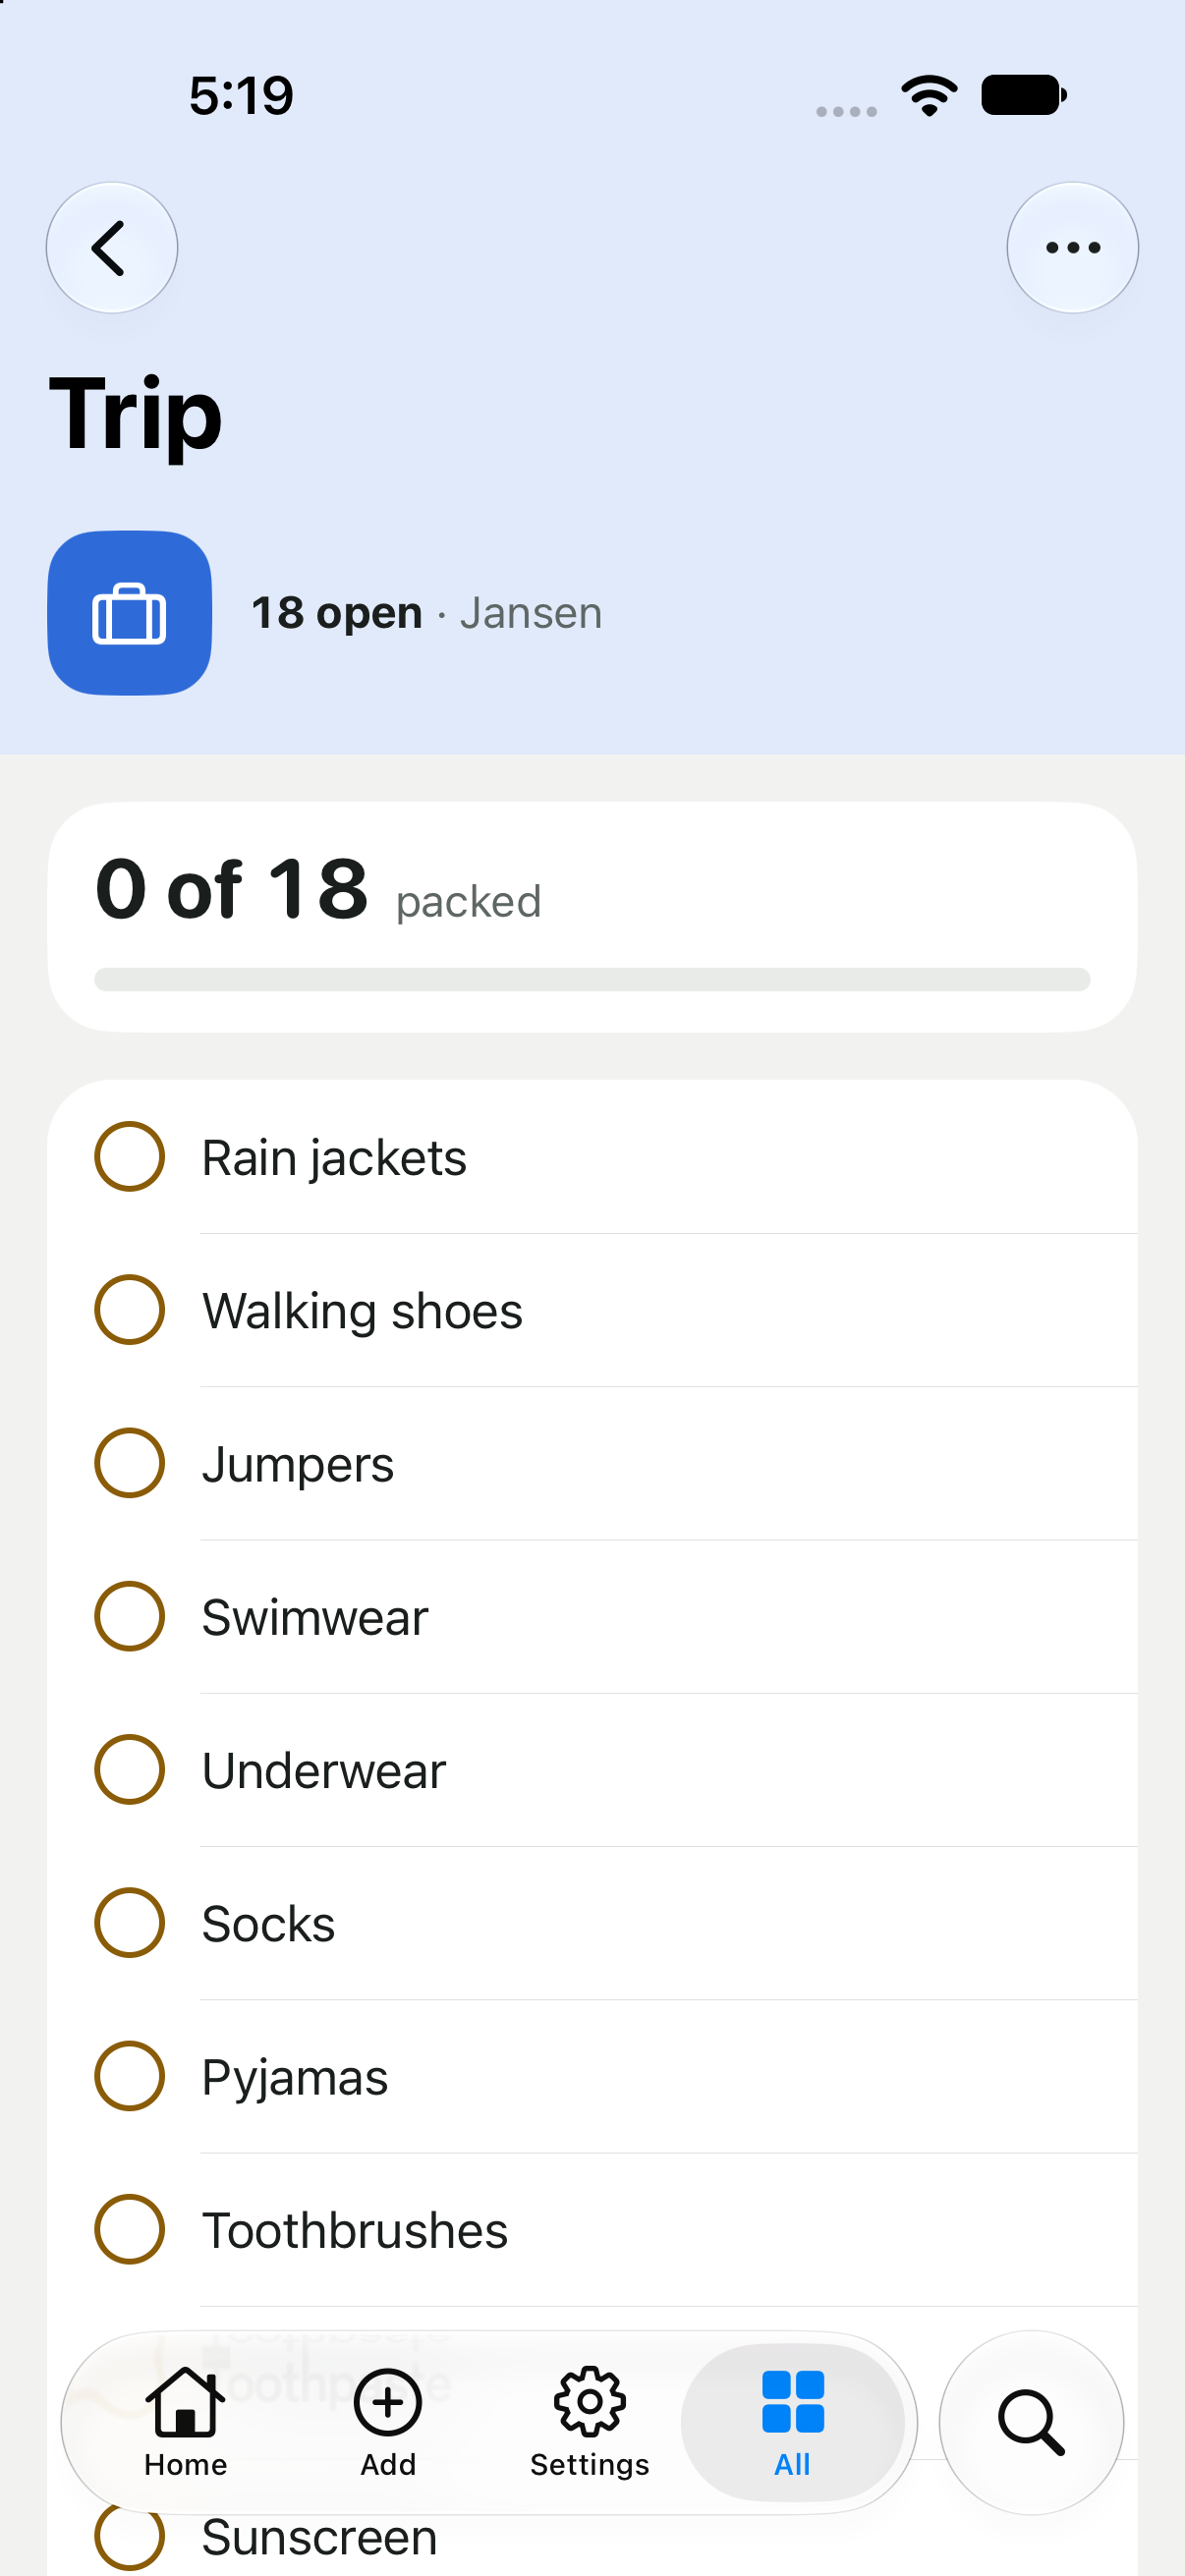 5:19
Trip
18 open · Jansen
0 of 18 packed
Rain jackets
Walking shoes
Jumpers
Swimwear
Underwear
Socks
Pyjamas
Toothbrushes
Toothpaste
Home
Add
Settings
All
Sunscreen